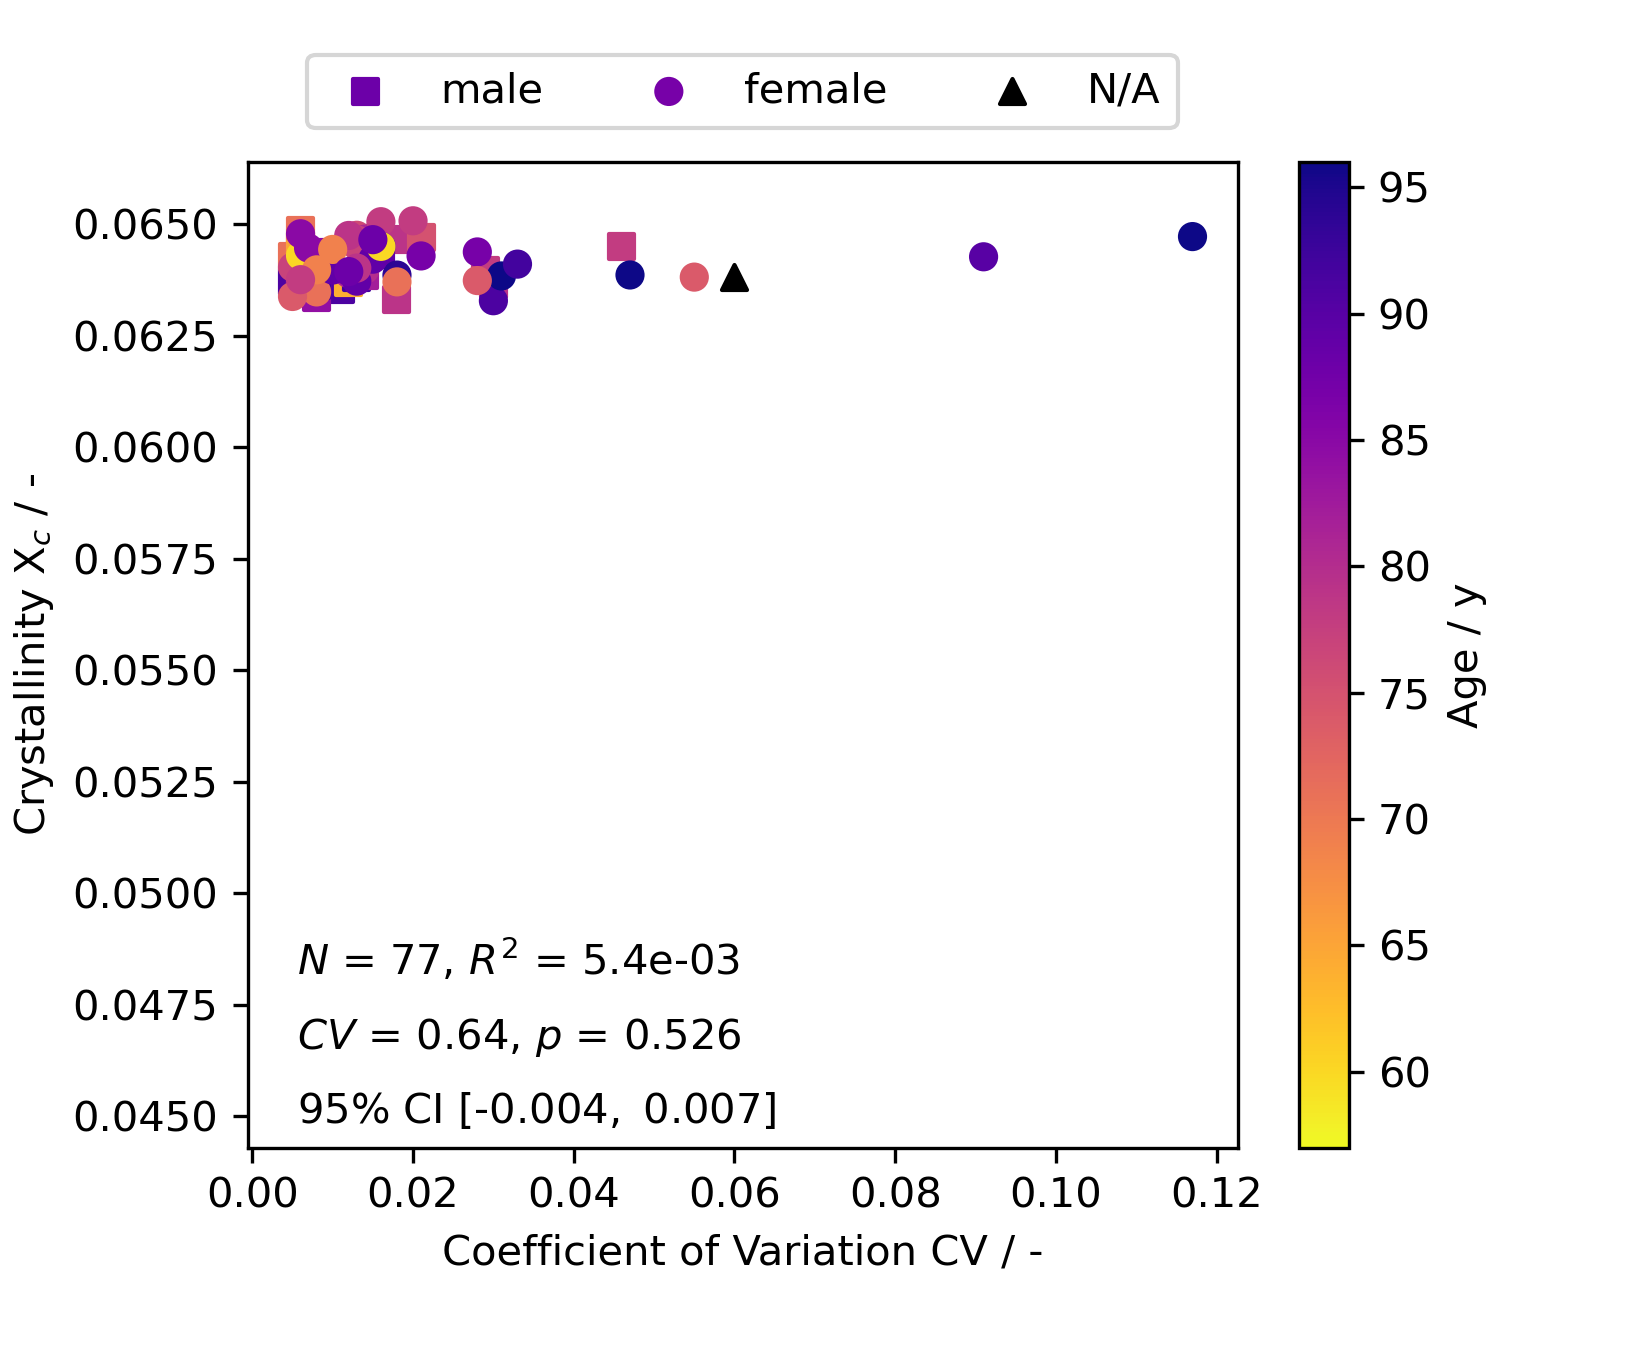 male female N/A
0.0650
0.0625
0.0600
0.0575
0.0550
0.0525
0.0500
0.0475
0.0450
Crystallinity X_c / -
N = 77, R² = 5.4e-03
CV = 0.64, p = 0.526
95% CI [-0.004, 0.007]
0.00 0.02 0.04 0.06 0.08 0.10 0.12
Coefficient of Variation CV / -
95
90
85
80
75
70
65
60
Age / y